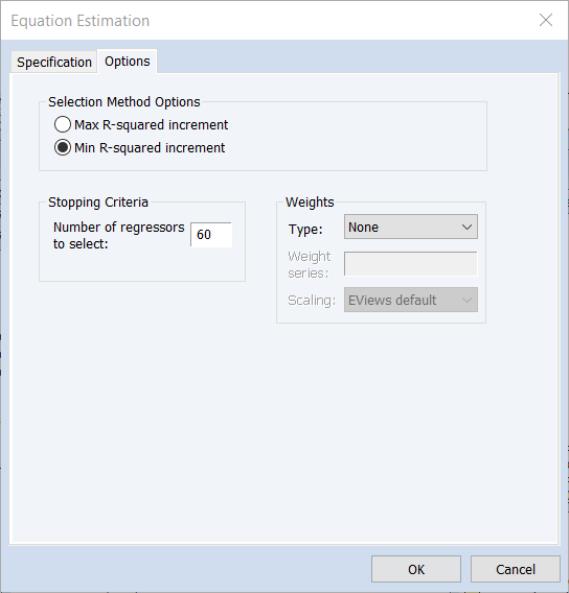 Equation Estimation
Specification
Options
Selection Method Options
Max R-squared increment
Min R-squared increment
Stopping Criteria
Number of regressors
to select:
60
Weights
Type:
None
Weight
series:
Scaling:
EViews default
OK
Cancel